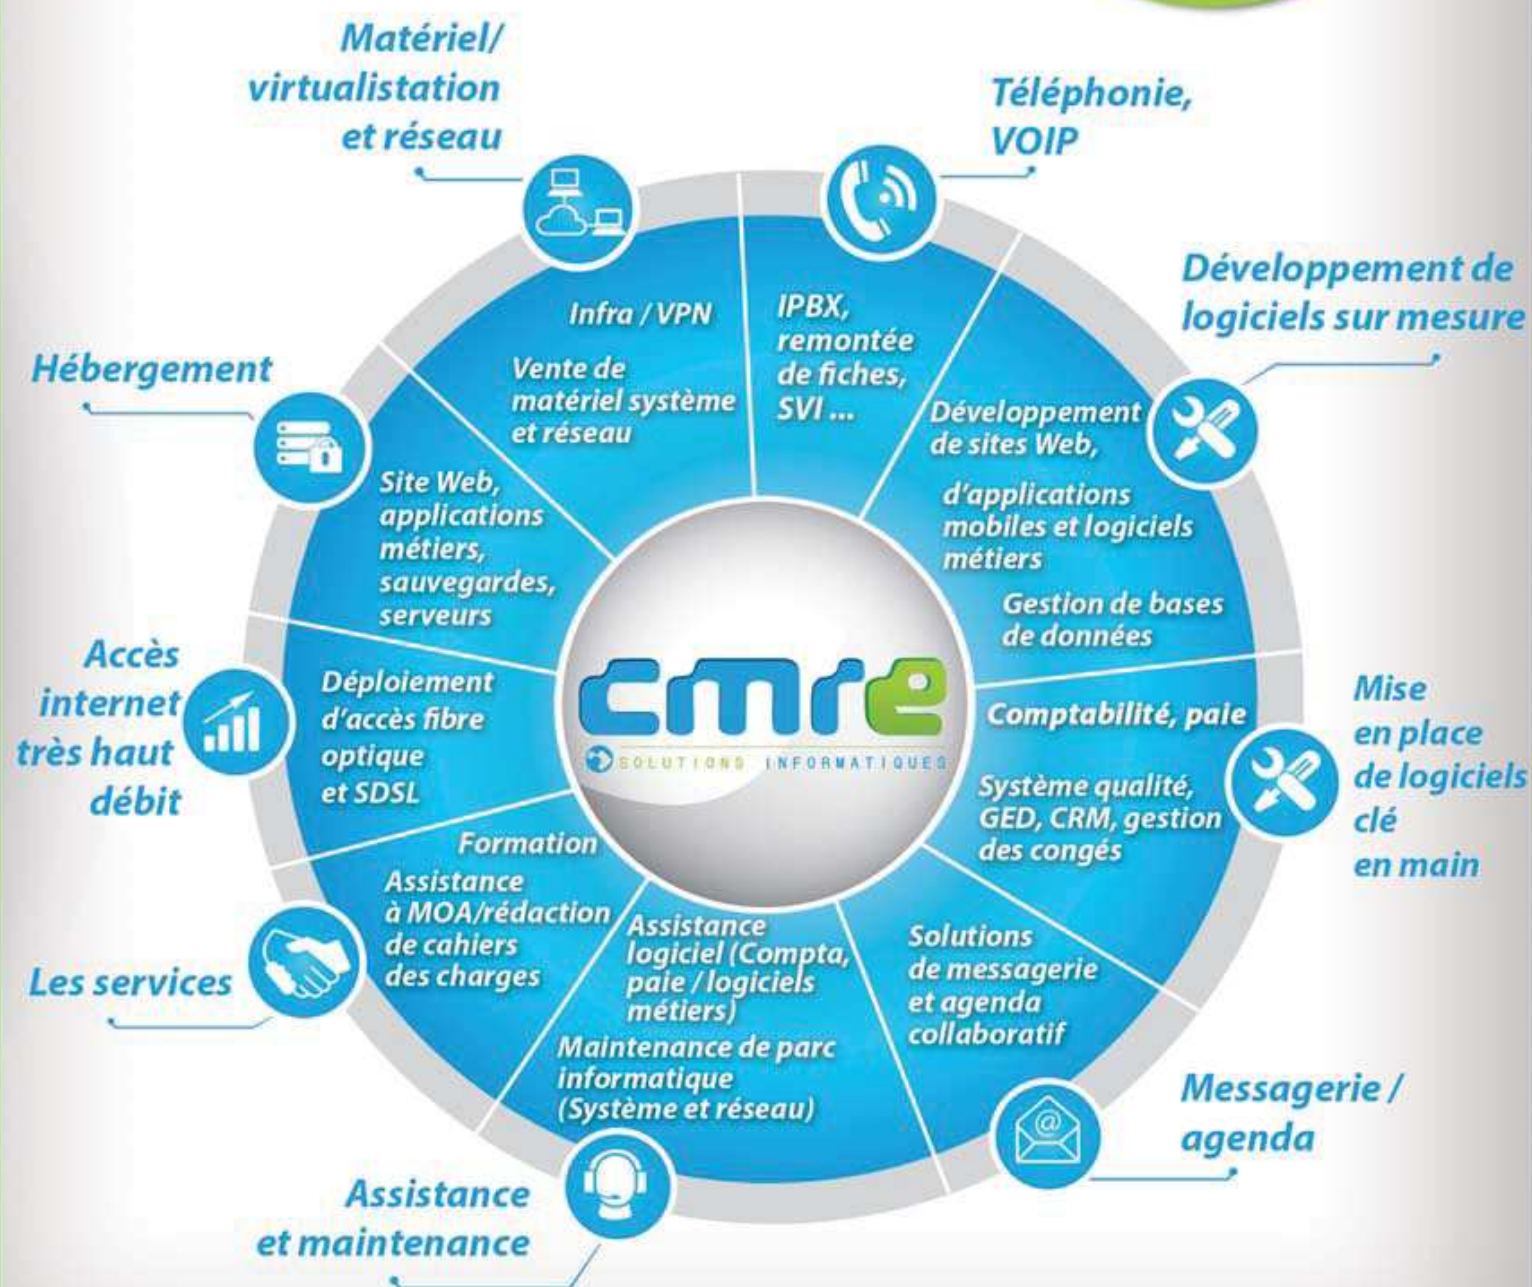 Matériel/
virtualistation
et réseau
Téléphonie,
VOIP
Développement de
logiciels sur mesure
Hébergement
Infra / VPN
Vente de
matériel système
et réseau
IPBX,
remontée
de fiches,
SVI ...
Développement
de sites Web,
d'applications
mobiles et logiciels
métiers
Gestion de bases
de données
Site Web,
applications
métiers,
sauvegardes,
serveurs
Accès
internet
très haut
débit
Déploiement
d'accès fibre
optique
et SDSL
cmre
SOLUTIONS INFORMATIQUES
Comptabilité, paie
Système qualité,
GED, CRM, gestion
des congés
Mise
en place
de logiciels
clé
en main
Formation
Assistance
à MOA/rédaction
de cahiers
des charges
Les services
Assistance
logiciel (Compta,
paie / logiciels
métiers)
Maintenance de parc
informatique
(Système et réseau)
Solutions
de messagerie
et agenda
collaboratif
@
Messagerie /
agenda
Assistance
et maintenance